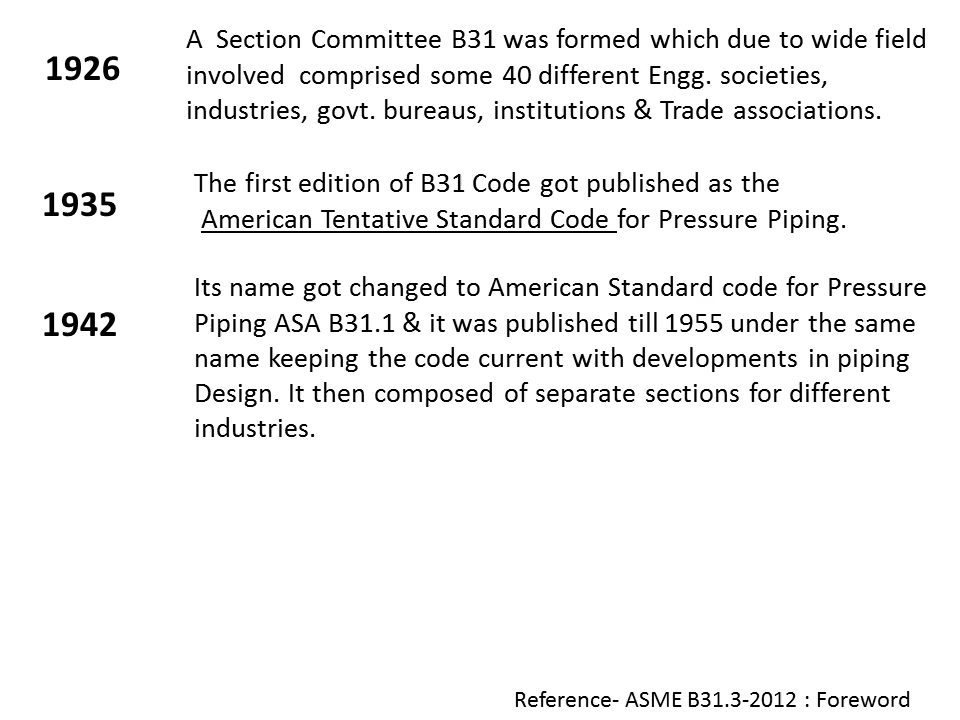 1926
A Section Committee B31 was formed which due to wide field
involved comprised some 40 different Engg. societies,
industries, govt. bureaus, institutions & Trade associations.
1935
The first edition of B31 Code got published as the
American Tentative Standard Code for Pressure Piping.
1942
Its name got changed to American Standard code for Pressure
Piping ASA B31.1 & it was published till 1955 under the same
name keeping the code current with developments in piping
Design. It then composed of separate sections for different
industries.
Reference- ASME B31.3-2012 : Foreword